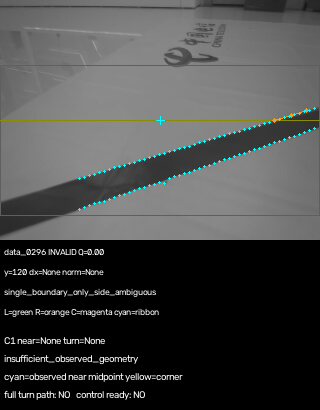 data_0296 INVALID Q=0.00
y=120 dx=None norm=None
single_boundary_only_side_ambiguous
L=green R=orange C=magenta cyan=ribbon
C1 near=None turn=None
insufficient_observed_geometry
cyan=observed near midpoint yellow=corner
full turn path: NO control ready: NO